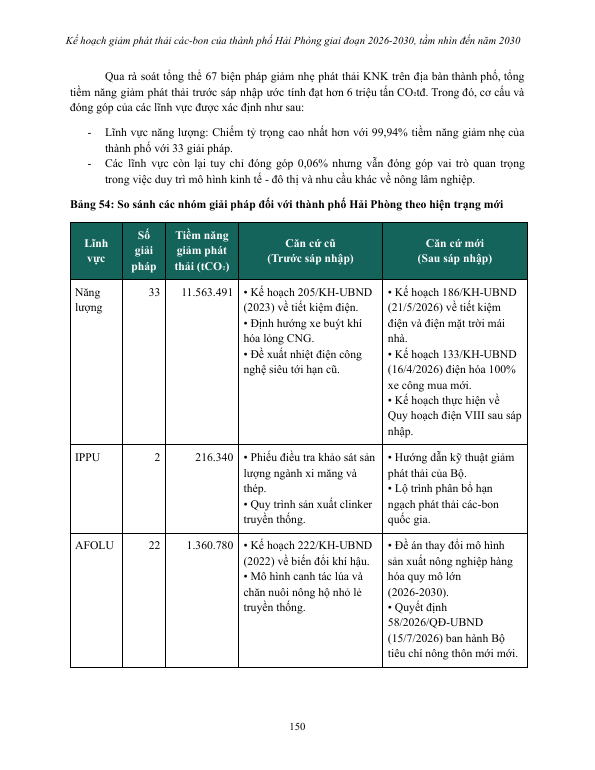 Kế hoạch giảm phát thải các-bon của thành phố Hải Phòng giai đoạn 2026-2030, tầm nhìn đến năm 2030
Qua rà soát tổng thể 67 biện pháp giảm nhẹ phát thải KNK trên địa bàn thành phố, tổng
tiềm năng giảm phát thải trước sáp nhập ước tính đạt hơn 6 triệu tấn CO₂tđ. Trong đó, cơ cấu và
đóng góp của các lĩnh vực được xác định như sau:
- Lĩnh vực năng lượng: Chiếm tỷ trọng cao nhất hơn với 99,94% tiềm năng giảm nhẹ của
thành phố với 33 giải pháp.
- Các lĩnh vực còn lại tuy chỉ đóng góp 0,06% nhưng vẫn đóng góp vai trò quan trọng
trong việc duy trì mô hình kinh tế - đô thị và nhu cầu khác về nông lâm nghiệp.
Bảng 54: So sánh các nhóm giải pháp đối với thành phố Hải Phòng theo hiện trạng mới
Lĩnh
vực
Số
giải
pháp
Tiềm năng
giảm phát
thải (tCO₂)
Căn cứ cũ
(Trước sáp nhập)
Căn cứ mới
(Sau sáp nhập)
Năng
lượng
33
11.563.491
• Kế hoạch 205/KH-UBND
(2023) về tiết kiệm điện.
• Định hướng xe buýt khí
hóa lỏng CNG.
• Đề xuất nhiệt điện công
nghệ siêu tới hạn cũ.
• Kế hoạch 186/KH-UBND
(21/5/2026) về tiết kiệm
điện và điện mặt trời mái
nhà.
• Kế hoạch 133/KH-UBND
(16/4/2026) điện hóa 100%
xe công mua mới.
• Kế hoạch thực hiện về
Quy hoạch điện VIII sau sáp
nhập.
IPPU
2
216.340
• Phiếu điều tra khảo sát sản
lượng ngành xi măng và
thép.
• Quy trình sản xuất clinker
truyền thống.
• Hướng dẫn kỹ thuật giảm
phát thải của Bộ.
• Lộ trình phân bổ hạn
ngạch phát thải các-bon
quốc gia.
AFOLU
22
1.360.780
• Kế hoạch 222/KH-UBND
(2022) về biến đổi khí hậu.
• Mô hình canh tác lúa và
chăn nuôi nông hộ nhỏ lẻ
truyền thống.
• Đề án thay đổi mô hình
sản xuất nông nghiệp hàng
hóa quy mô lớn
(2026-2030).
• Quyết định
58/2026/QĐ-UBND
(15/7/2026) ban hành Bộ
tiêu chí nông thôn mới mới.
150